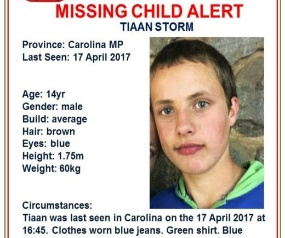 MISSING CHILD ALERT
TIAAN STORM
Province: Carolina MP
Last Seen: 17 April 2017
Age: 14yr
Gender: male
Build: average
Hair: brown
Eyes: blue
Height: 1.75m
Weight: 60kg
Circumstances:
Tiaan was last seen in Carolina on the 17 April 2017 at
16:45. Clothes worn blue jeans. Green shirt. Blue